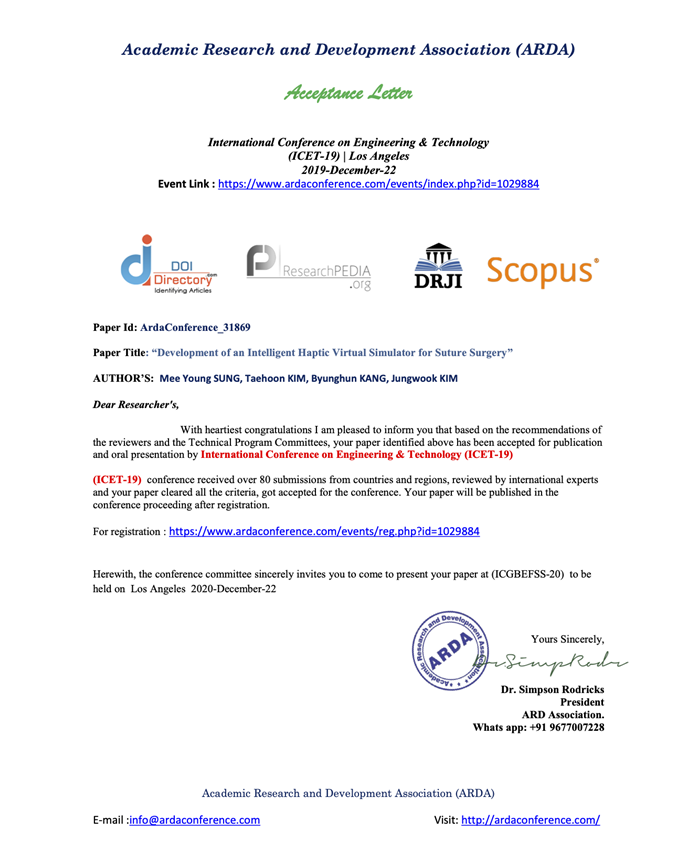 Academic Research and Development Association (ARDA)
Acceptance Letter
International Conference on Engineering & Technology
(ICET-19) | Los Angeles
2019-December-22
Event Link : https://www.ardaconference.com/events/index.php?id=1029884
DOI
Directory.com
Identifying Articles
ResearchPEDIA
.org
DRJI
Scopus®
Paper Id: ArdaConference_31869
Paper Title: “Development of an Intelligent Haptic Virtual Simulator for Suture Surgery”
AUTHOR’S: Mee Young SUNG, Taehoon KIM, Byunghun KANG, Jungwook KIM
Dear Researcher's,
With heartiest congratulations I am pleased to inform you that based on the recommendations of
the reviewers and the Technical Program Committees, your paper identified above has been accepted for publication
and oral presentation by International Conference on Engineering & Technology (ICET-19)
(ICET-19) conference received over 80 submissions from countries and regions, reviewed by international experts
and your paper cleared all the criteria, got accepted for the conference. Your paper will be published in the
conference proceeding after registration.
For registration : https://www.ardaconference.com/events/reg.php?id=1029884
Herewith, the conference committee sincerely invites you to come to present your paper at (ICGBEFSS-20) to be
held on Los Angeles 2020-December-22
Academic Research and Development Association
ARDA
Yours Sincerely,
Dr. Simpson Rodricks
President
ARD Association.
Whats app: +91 9677007228
Academic Research and Development Association (ARDA)
E-mail :info@ardaconference.com
Visit: http://ardaconference.com/